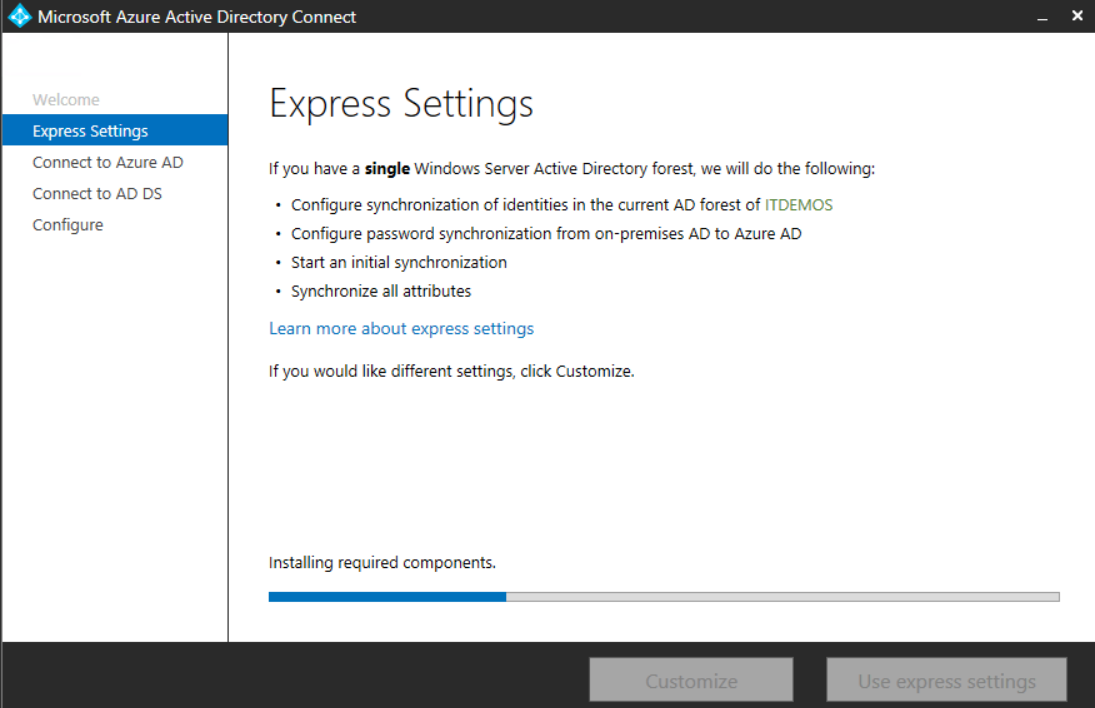 Microsoft Azure Active Directory Connect
Welcome
Express Settings
Connect to Azure AD
Connect to AD DS
Configure
Express Settings
If you have a single Windows Server Active Directory forest, we will do the following:
• Configure synchronization of identities in the current AD forest of ITDEMOS
• Configure password synchronization from on-premises AD to Azure AD
• Start an initial synchronization
• Synchronize all attributes
Learn more about express settings
If you would like different settings, click Customize.
Installing required components.
Customize
Use express settings